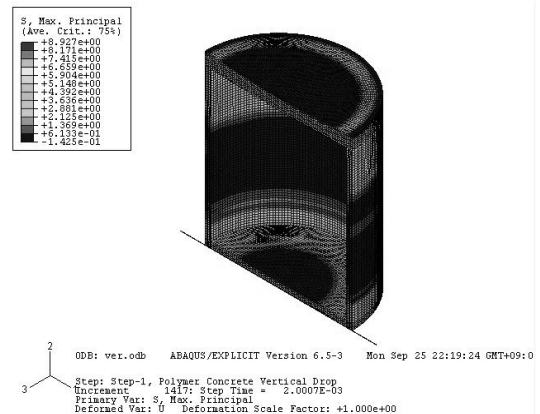 S, Max. Principal
(Ave. Crit.: 75%)
+8.927e+00
+8.171e+00
+7.415e+00
+6.659e+00
+5.904e+00
+5.148e+00
+4.392e+00
+3.636e+00
+2.881e+00
+2.125e+00
+1.369e+00
+6.133e-01
-1.425e-01
2
3
1
ODB: ver.odb ABAQUS/EXPLICIT Version 6.5-3 Mon Sep 25 22:19:24 GMT+09:0
Step: Step-1, Polymer Concrete Vertical Drop
Increment 1417: Step Time = 2.0007E-03
Primary Var: S, Max. Principal
Deformed Var: U Deformation Scale Factor: +1.000e+00